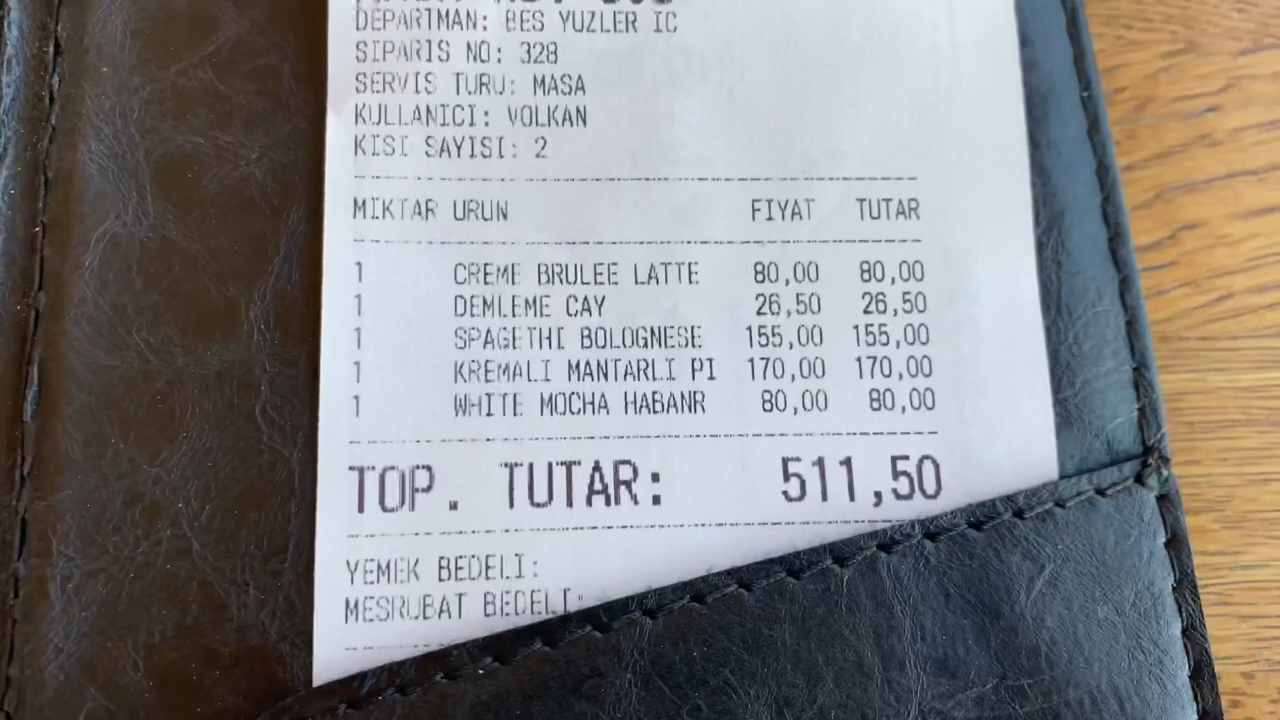 DEPARTMAN: BES YUZLER IC
SIPARIS NO: 328
SERVIS TURU: MASA
KULLANICI: VOLKAN
KISI SAYISI: 2
MIKTAR URUN FIYAT TUTAR
1 CREME BRULEE LATTE 80,00 80,00
1 DEMLEME CAY 26,50 26,50
1 SPAGETHI BOLOGNESE 155,00 155,00
1 KREMALI MANTARLI PI 170,00 170,00
1 WHITE MOCHA HABANR 80,00 80,00
TOP. TUTAR: 511,50
YEMEK BEDELI:
MESRUBAT BEDELI: